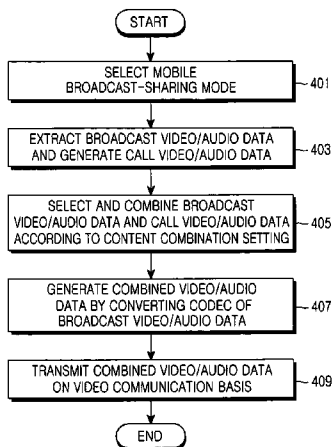 START
SELECT MOBILE
BROADCAST-SHARING MODE
401
EXTRACT BROADCAST VIDEO/AUDIO DATA
AND GENERATE CALL VIDEO/AUDIO DATA
403
SELECT AND COMBINE BROADCAST
VIDEO/AUDIO DATA AND CALL VIDEO/AUDIO DATA
ACCORDING TO CONTENT COMBINATION SETTING
405
GENERATE COMBINED VIDEO/AUDIO
DATA BY CONVERTING CODEC OF
BROADCAST VIDEO/AUDIO DATA
407
TRANSMIT COMBINED VIDEO/AUDIO DATA
ON VIDEO COMMUNICATION BASIS
409
END